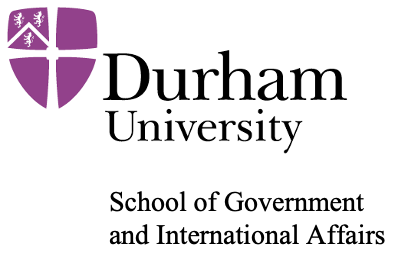 Durham
University
School of Government
and International Affairs